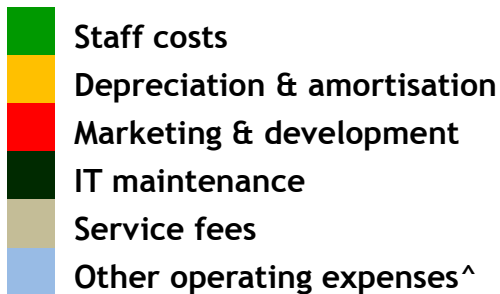 Staff costs
Depreciation & amortisation
Marketing & development
IT maintenance
Service fees
Other operating expenses^